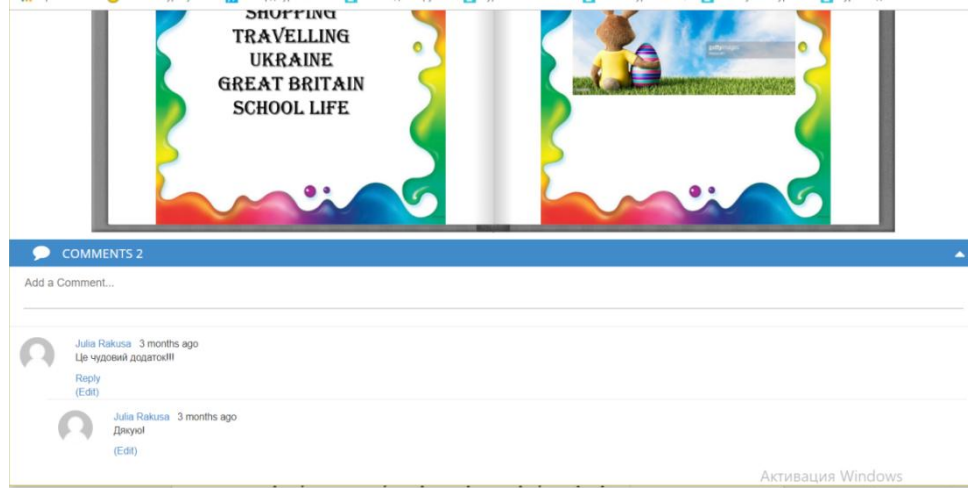 SHOPPING
TRAVELLING
UKRAINE
GREAT BRITAIN
SCHOOL LIFE
COMMENTS 2
Add a Comment...
Julia Rakusa 3 months ago
Це чудовий додаток!!!
Reply
(Edit)
Julia Rakusa 3 months ago
Дякую!
(Edit)
Активация Windows